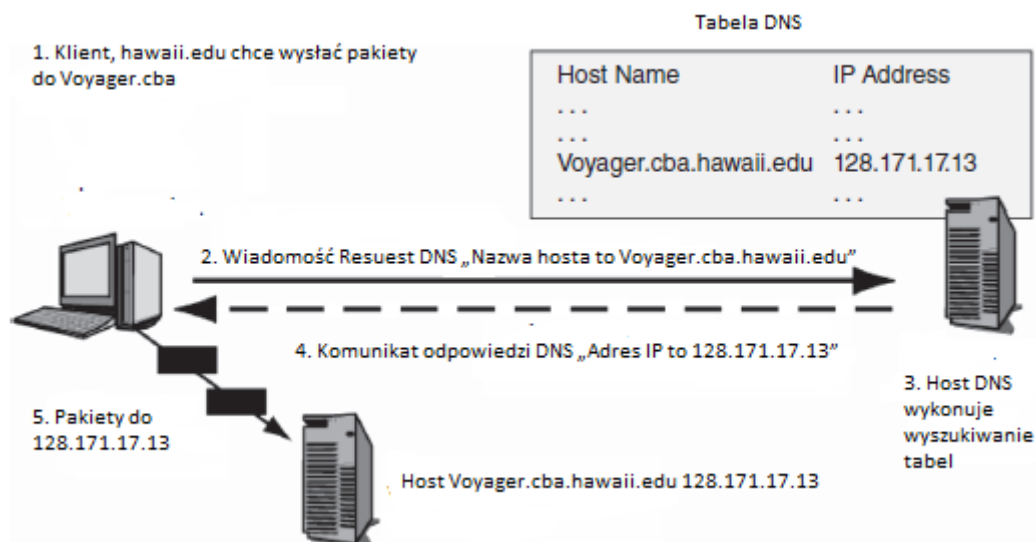 Tabela DNS
1. Klient, hawaii.edu chce wysłać pakiety
do Voyager.cba
Host Name IP Address
. . . . . .
. . . . . .
Voyager.cba.hawaii.edu 128.171.17.13
. . . . . .
2. Wiadomość Resuest DNS „Nazwa hosta to Voyager.cba.hawaii.edu”
4. Komunikat odpowiedzi DNS „Adres IP to 128.171.17.13”
3. Host DNS
wykonuje
wyszukiwanie
tabel
5. Pakiety do
128.171.17.13
Host Voyager.cba.hawaii.edu 128.171.17.13